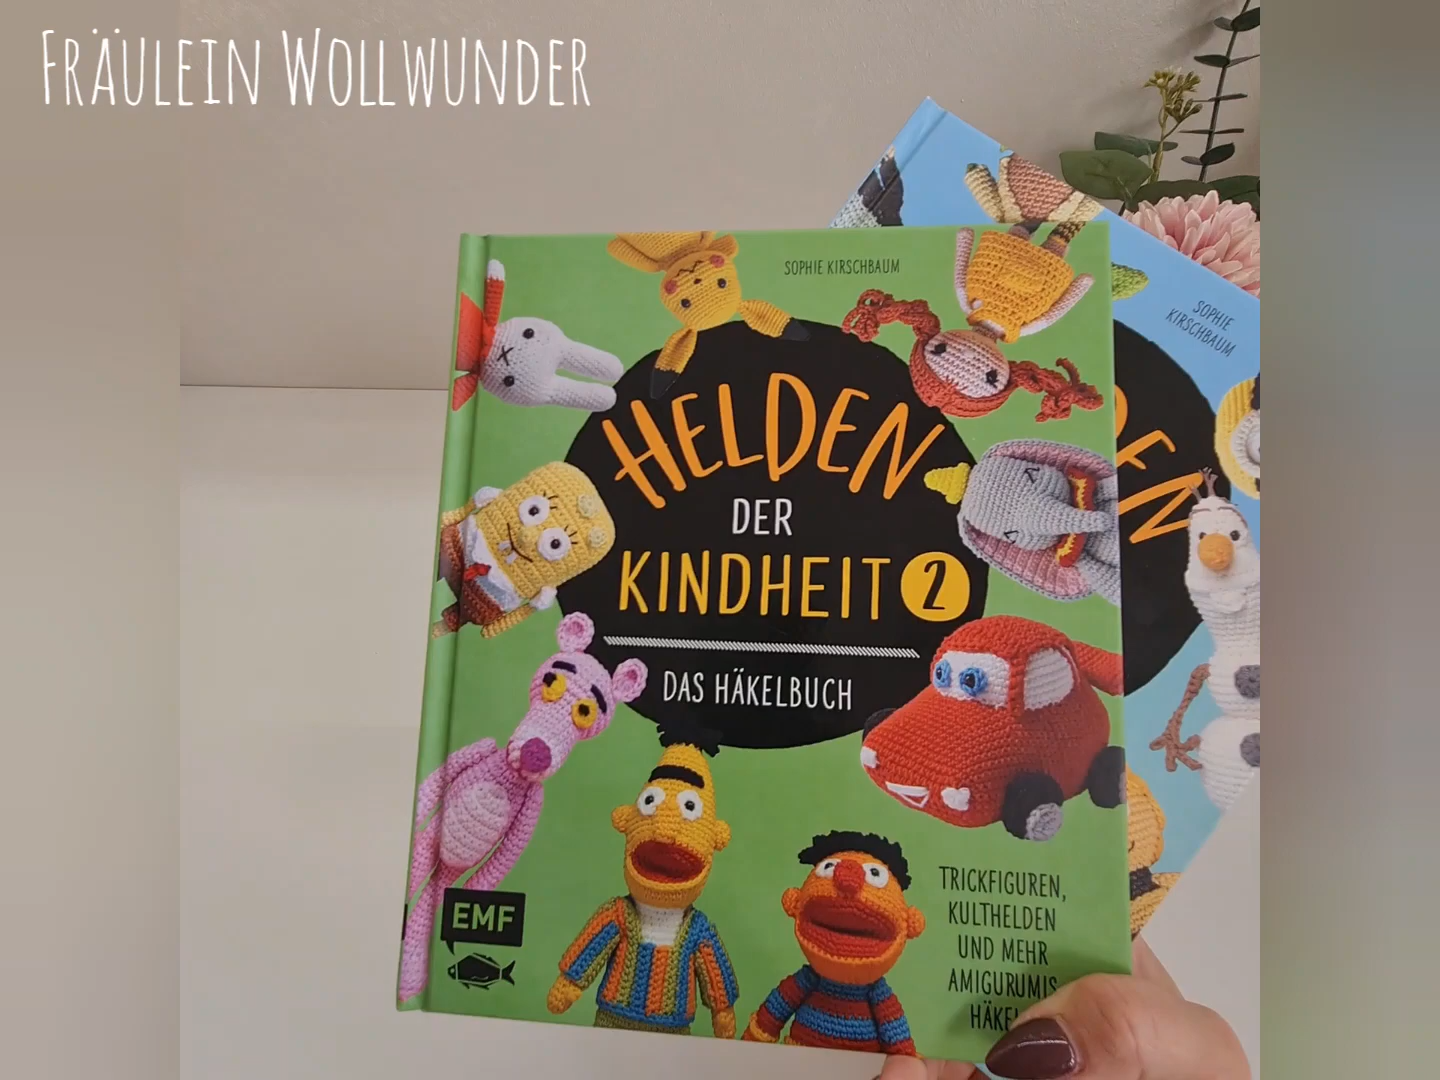 FRÄULEIN WOLLWUNDER
SOPHIE KIRSCHBAUM
HELDEN
DER
KINDHEIT 2
DAS HÄKELBUCH
TRICKFIGUREN,
KULTHELDEN
UND MEHR
AMIGURUMIS
EMF
SOPHIE
KIRSCHBAUM